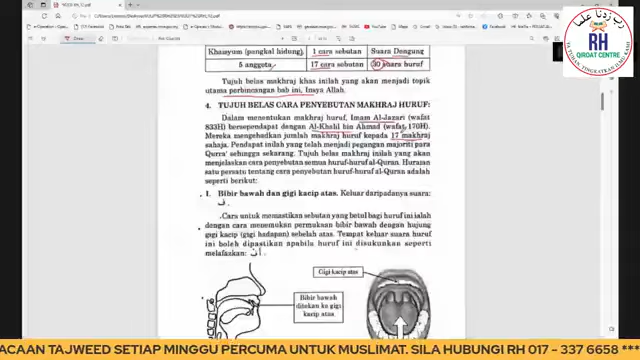 Khasyum (pangkal hidung) 1 cara sebutan Suara Dengung
5 anggota 17 cara sebutan 30 suara huruf
Tujuh belas makhraj khas inilah yang akan menjadi topik
utama perbincangan bab ini, Insya Allah.
4. TUJUH BELAS CARA PENYEBUTAN MAKHRAJ HURUF:
Dalam menentukan makhraj huruf, Imam Al-Jazari (wafat
833H) bersependapat dengan Al-Khalil bin Ahmad (wafat 170H).
Mereka mengehadkan jumlah makhraj huruf kepada 17 makhraj
sahaja. Pendapat inilah yang telah menjadi pegangan majoriti para
Qurra' sehingga sekarang. Tujuh belas makhraj inilah yang akan
menjelaskan cara penyebutan semua huruf-huruf al-Quran. Huraian
satu persatu tentang cara penyebutan huruf-huruf al-Quran adalah
seperti berikut:
I. Bibir bawah dan gigi kacip atas. Keluar daripadanya suara:
ف
Cara untuk memastikan sebutan yang betul bagi huruf ini ialah
dengan cara menemukan permukaan bibir bawah dengan hujung
gigi kacip (gigi hadapan) sebelah atas. Tempat keluar suara huruf
ini boleh dipastikan apabila huruf ini disukunkan seperti
melafazkan:
Gigi kacip atas
Bibir bawah
ditekan ke gigi
kacip atas.
RH
QIROAT CENTRE
ACAAN TAJWEED SETIAP MINGGU PERCUMA UNTUK MUSLIMAT. SILA HUBUNGI RH 017 - 337 6658 ***